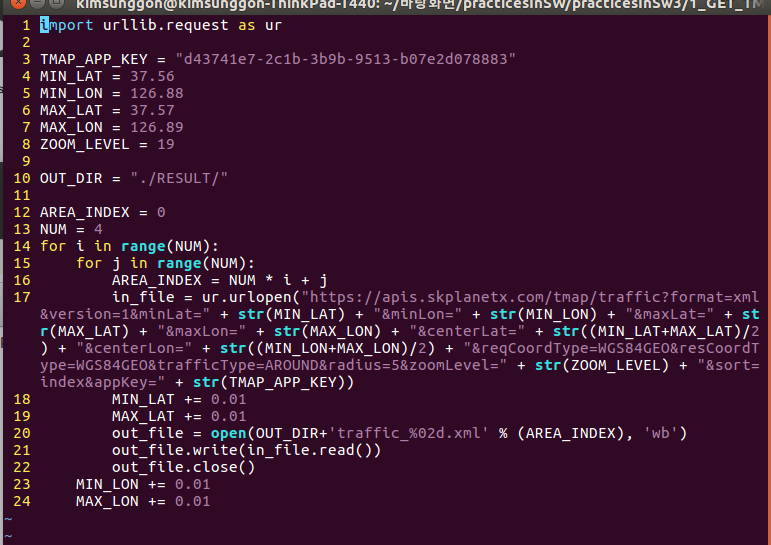 kimsunggon@kimsunggon-ThinkPad-T440: ~/바탕화면/practicesInSW/practicesInSw3/1_GET_TM
1 import urllib.request as ur
2
3 TMAP_APP_KEY = "d43741e7-2c1b-3b9b-9513-b07e2d078883"
4 MIN_LAT = 37.56
5 MIN_LON = 126.88
6 MAX_LAT = 37.57
7 MAX_LON = 126.89
8 ZOOM_LEVEL = 19
9
10 OUT_DIR = "./RESULT/"
11
12 AREA_INDEX = 0
13 NUM = 4
14 for i in range(NUM):
15     for j in range(NUM):
16         AREA_INDEX = NUM * i + j
17         in_file = ur.urlopen("https://apis.skplanetx.com/tmap/traffic?format=xml
&version=1&minLat=" + str(MIN_LAT) + "&minLon=" + str(MIN_LON) + "&maxLat=" + st
r(MAX_LAT) + "&maxLon=" + str(MAX_LON) + "&centerLat=" + str((MIN_LAT+MAX_LAT)/2
) + "&centerLon=" + str((MIN_LON+MAX_LON)/2) + "&reqCoordType=WGS84GEO&resCoordT
ype=WGS84GEO&trafficType=AROUND&radius=5&zoomLevel=" + str(ZOOM_LEVEL) + "&sort=
index&appKey=" + str(TMAP_APP_KEY))
18         MIN_LAT += 0.01
19         MAX_LAT += 0.01
20         out_file = open(OUT_DIR+'traffic_%02d.xml' % (AREA_INDEX), 'wb')
21         out_file.write(in_file.read())
22         out_file.close()
23     MIN_LON += 0.01
24     MAX_LON += 0.01
~
~